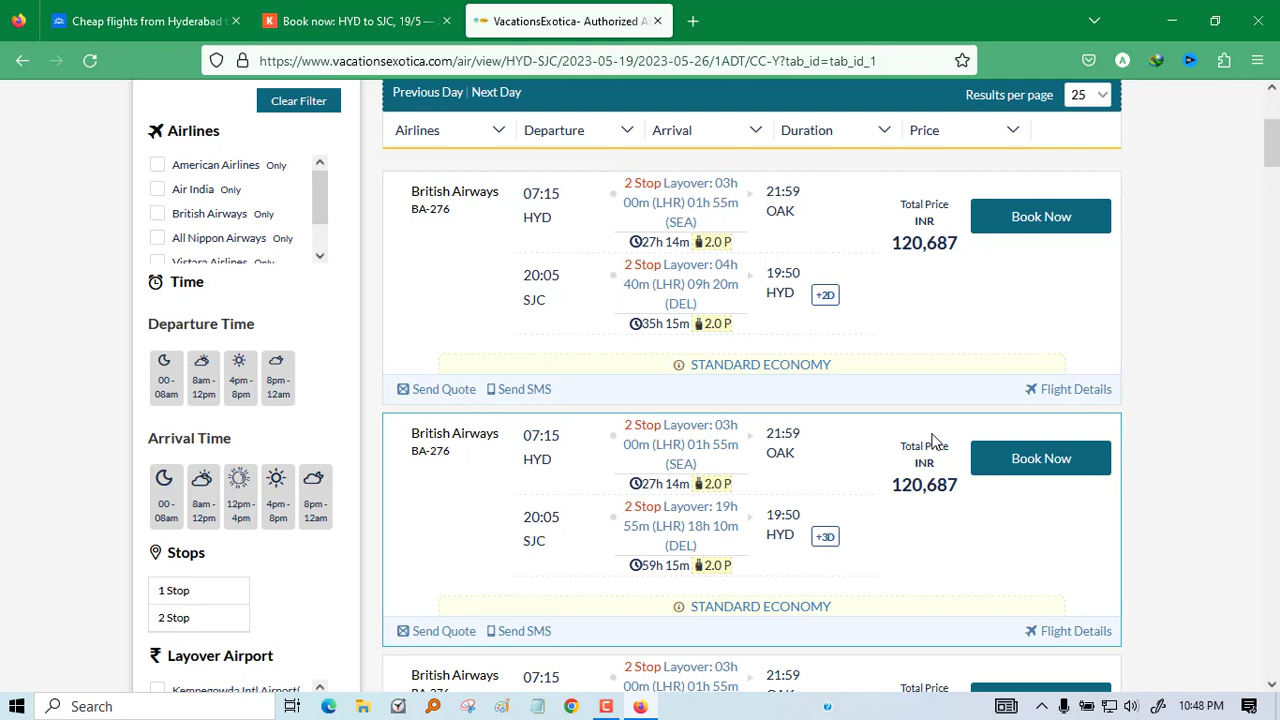 Cheap flights from Hyderabad t
Book now: HYD to SJC, 19/5 —
VacationsExotica- Authorized A
https://www.vacationsexotica.com/air/view/HYD-SJC/2023-05-19/2023-05-26/1ADT/CC-Y?tab_id=tab_id_1
Clear Filter
Airlines
American Airlines Only
Air India Only
British Airways Only
All Nippon Airways Only
Vistara Airlines Only
Time
Departure Time
00 - 08am
8am - 12pm
4pm - 8pm
8pm - 12am
Arrival Time
00 - 08am
8am - 12pm
12pm - 4pm
4pm - 8pm
8pm - 12am
Stops
1 Stop
2 Stop
Layover Airport
Kempegowda Intl Airport(
Previous Day | Next Day
Results per page 25
Airlines Departure Arrival Duration Price
British Airways
BA-276
07:15
HYD
2 Stop Layover: 03h
00m (LHR) 01h 55m
(SEA)
27h 14m 2.0 P
21:59
OAK
20:05
SJC
2 Stop Layover: 04h
40m (LHR) 09h 20m
(DEL)
35h 15m 2.0 P
19:50
HYD +2D
Total Price
INR
120,687
Book Now
STANDARD ECONOMY
Send Quote Send SMS Flight Details
British Airways
BA-276
07:15
HYD
2 Stop Layover: 03h
00m (LHR) 01h 55m
(SEA)
27h 14m 2.0 P
21:59
OAK
20:05
SJC
2 Stop Layover: 19h
55m (LHR) 18h 10m
(DEL)
59h 15m 2.0 P
19:50
HYD +3D
Total Price
INR
120,687
Book Now
STANDARD ECONOMY
Send Quote Send SMS Flight Details
British Airways
07:15
2 Stop Layover: 03h
00m (LHR) 01h 55m
21:59
OAK
Total Price
Search
10:48 PM